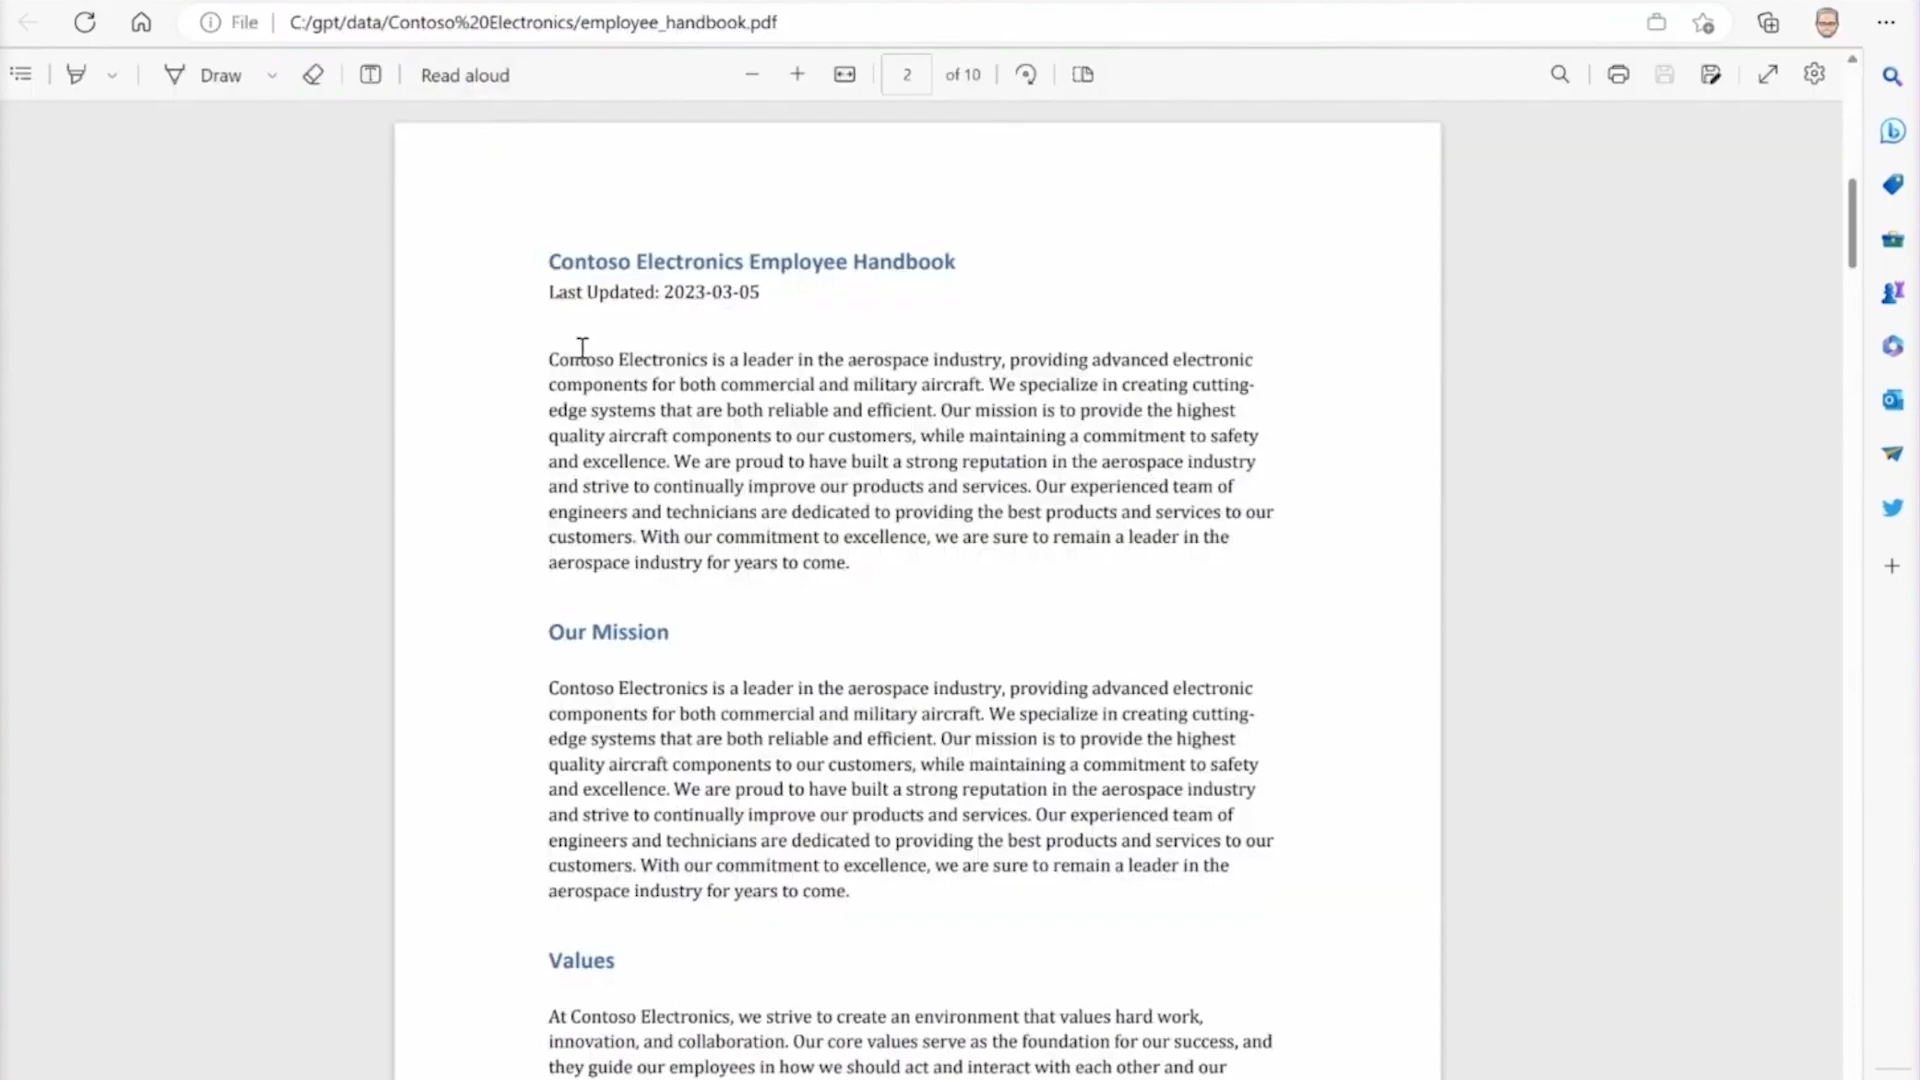 File C:/gpt/data/Contoso%20Electronics/employee_handbook.pdf
Draw Read aloud 2 of 10
Contoso Electronics Employee Handbook
Last Updated: 2023-03-05
Contoso Electronics is a leader in the aerospace industry, providing advanced electronic
components for both commercial and military aircraft. We specialize in creating cutting-
edge systems that are both reliable and efficient. Our mission is to provide the highest
quality aircraft components to our customers, while maintaining a commitment to safety
and excellence. We are proud to have built a strong reputation in the aerospace industry
and strive to continually improve our products and services. Our experienced team of
engineers and technicians are dedicated to providing the best products and services to our
customers. With our commitment to excellence, we are sure to remain a leader in the
aerospace industry for years to come.
Our Mission
Contoso Electronics is a leader in the aerospace industry, providing advanced electronic
components for both commercial and military aircraft. We specialize in creating cutting-
edge systems that are both reliable and efficient. Our mission is to provide the highest
quality aircraft components to our customers, while maintaining a commitment to safety
and excellence. We are proud to have built a strong reputation in the aerospace industry
and strive to continually improve our products and services. Our experienced team of
engineers and technicians are dedicated to providing the best products and services to our
customers. With our commitment to excellence, we are sure to remain a leader in the
aerospace industry for years to come.
Values
At Contoso Electronics, we strive to create an environment that values hard work,
innovation, and collaboration. Our core values serve as the foundation for our success, and
they guide our employees in how we should act and interact with each other and our